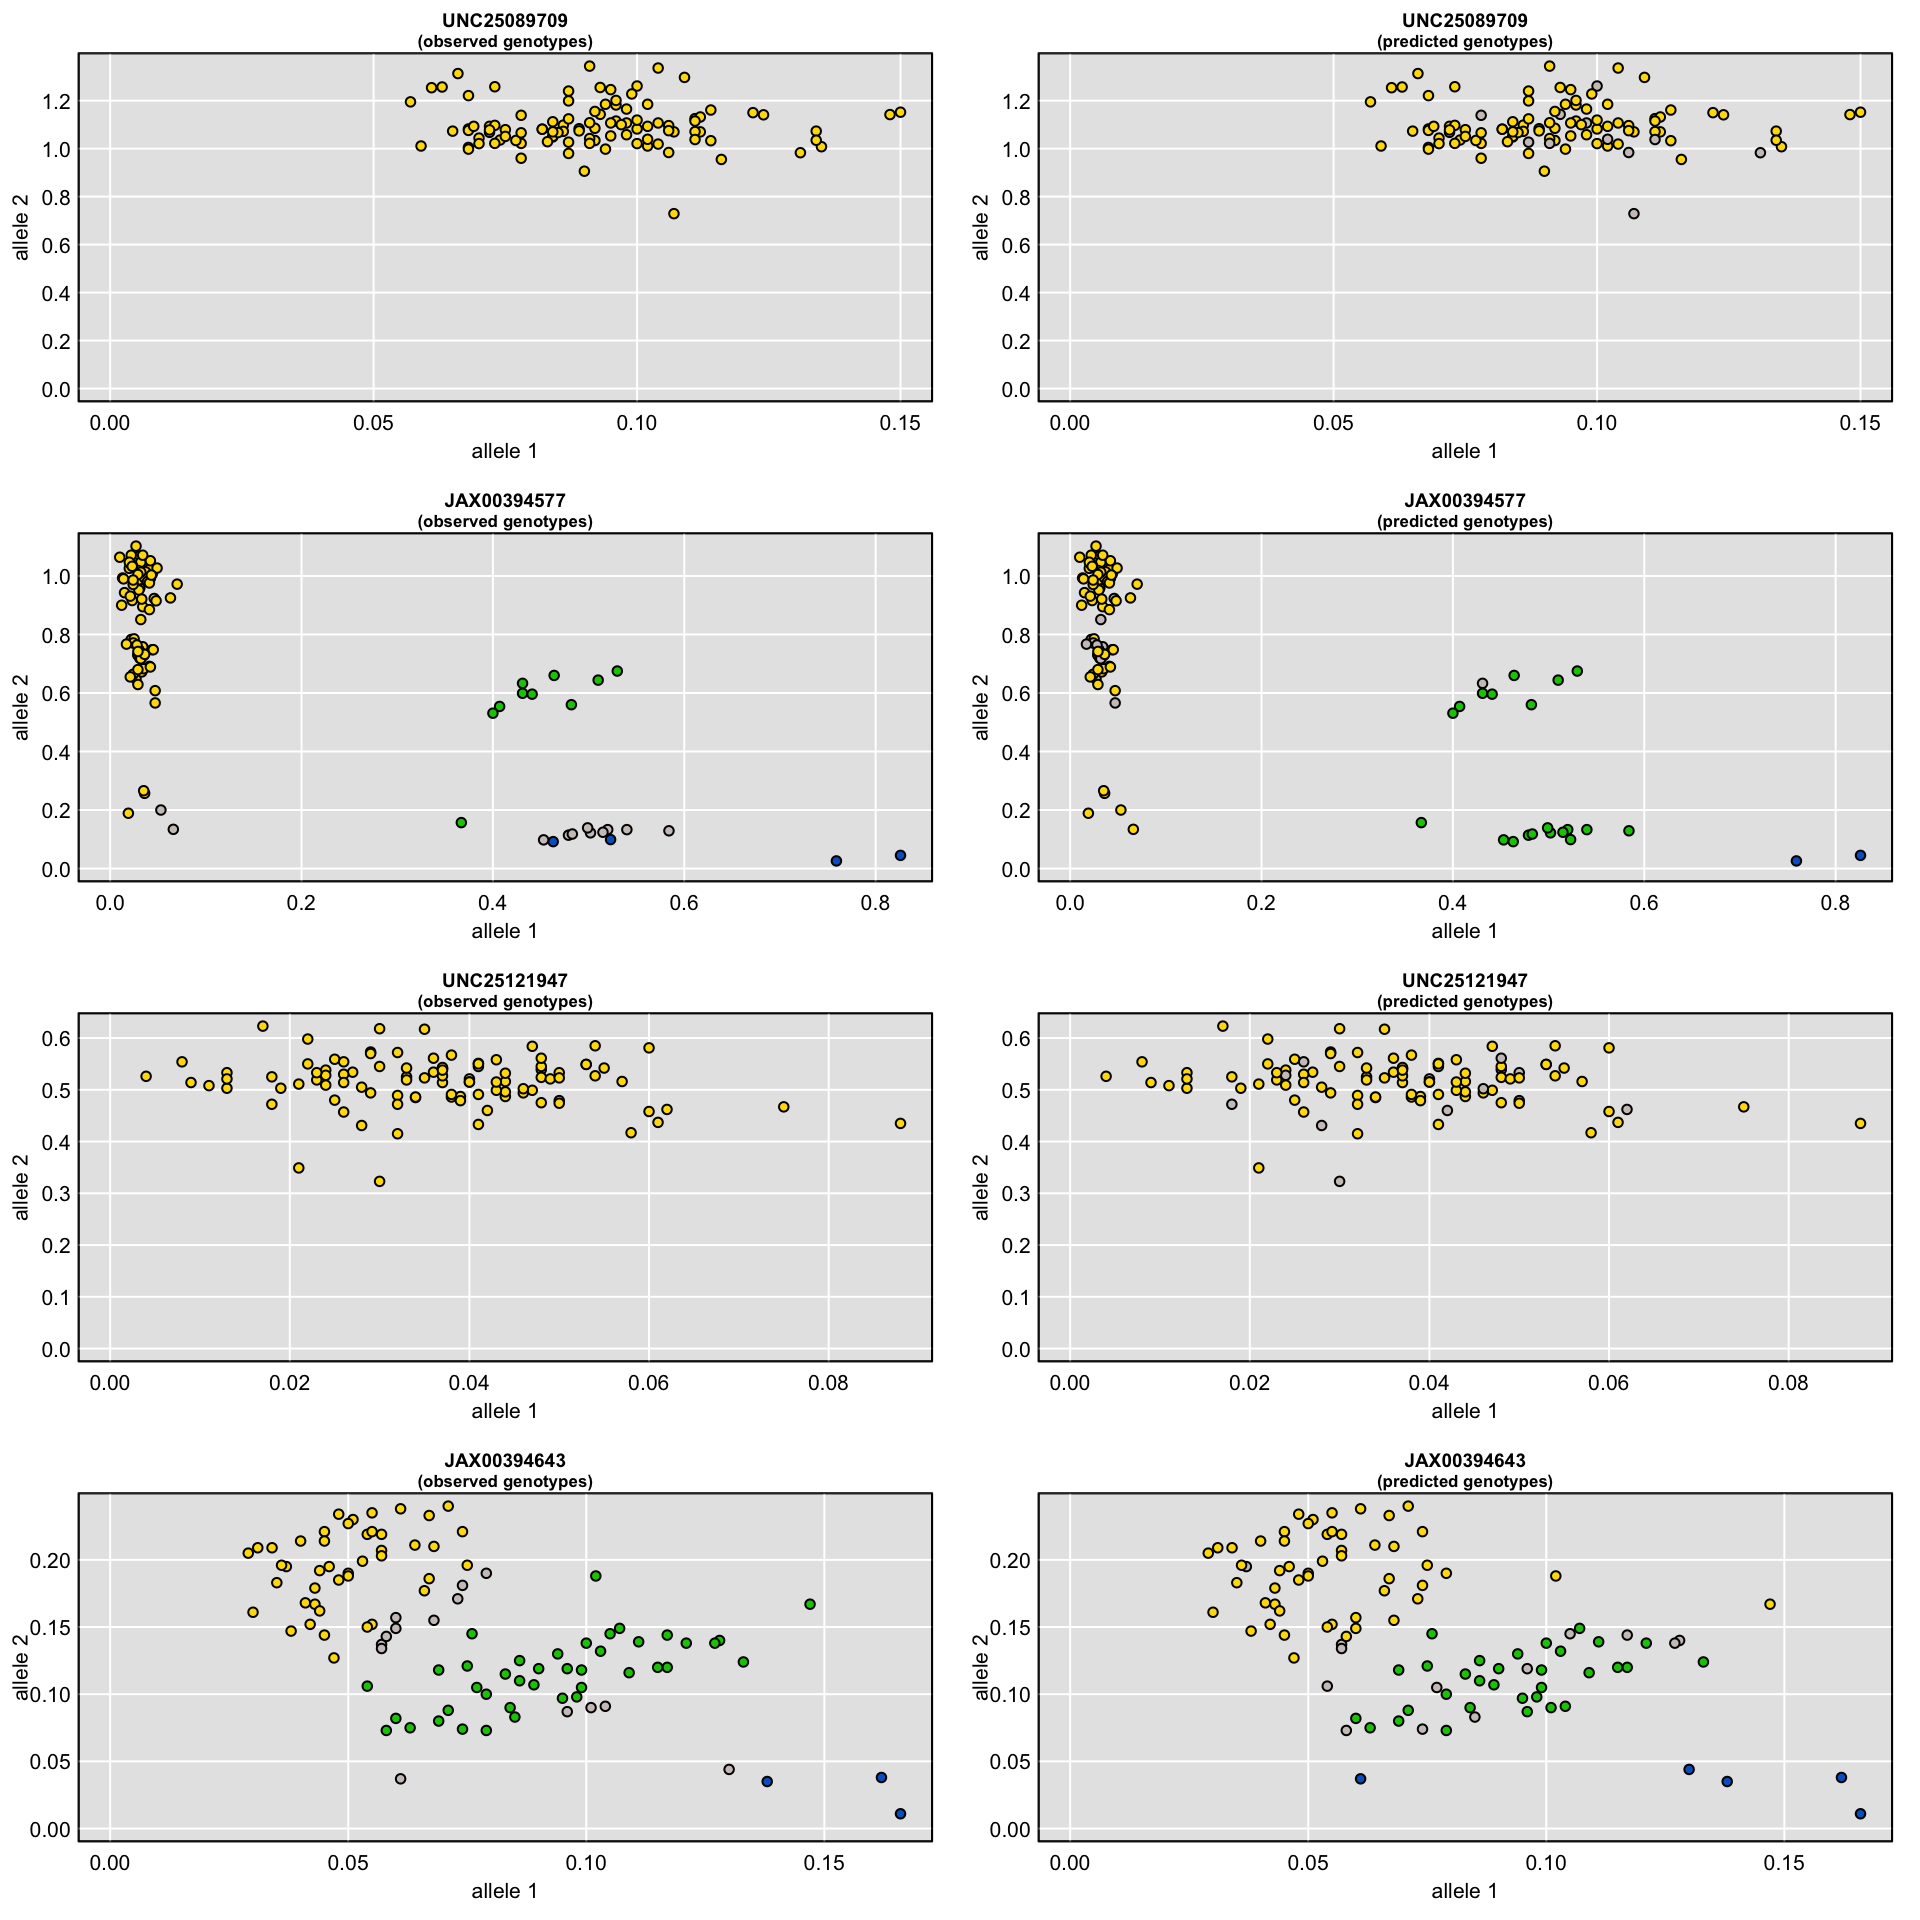 UNC25089709
(observed genotypes)
allele 2
1.2
1.0
0.8
0.6
0.4
0.2
0.0
0.00 0.05 0.10 0.15
allele 1
UNC25089709
(predicted genotypes)
allele 2
1.2
1.0
0.8
0.6
0.4
0.2
0.0
0.00 0.05 0.10 0.15
allele 1
JAX00394577
(observed genotypes)
allele 2
1.0
0.8
0.6
0.4
0.2
0.0
0.0 0.2 0.4 0.6 0.8
allele 1
JAX00394577
(predicted genotypes)
allele 2
1.0
0.8
0.6
0.4
0.2
0.0
0.0 0.2 0.4 0.6 0.8
allele 1
UNC25121947
(observed genotypes)
allele 2
0.6
0.5
0.4
0.3
0.2
0.1
0.0
0.00 0.02 0.04 0.06 0.08
allele 1
UNC25121947
(predicted genotypes)
allele 2
0.6
0.5
0.4
0.3
0.2
0.1
0.0
0.00 0.02 0.04 0.06 0.08
allele 1
JAX00394643
(observed genotypes)
allele 2
0.20
0.15
0.10
0.05
0.00
0.00 0.05 0.10 0.15
allele 1
JAX00394643
(predicted genotypes)
allele 2
0.20
0.15
0.10
0.05
0.00
0.00 0.05 0.10 0.15
allele 1